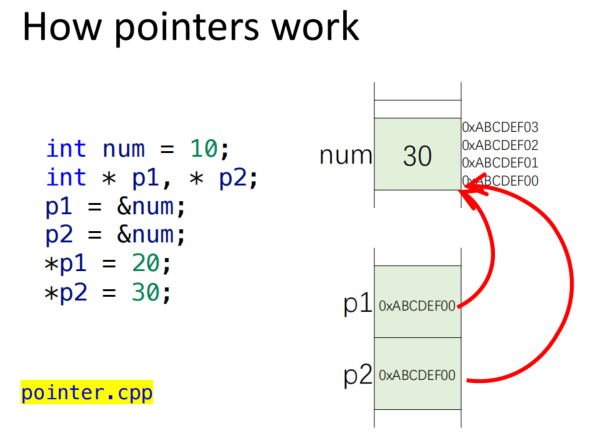 How pointers work
int num = 10;
int * p1, * p2;
p1 = &num;
p2 = &num;
*p1 = 20;
*p2 = 30;
pointer.cpp
num
30
0xABCDEF03
0xABCDEF02
0xABCDEF01
0xABCDEF00
p1
0xABCDEF00
p2
0xABCDEF00